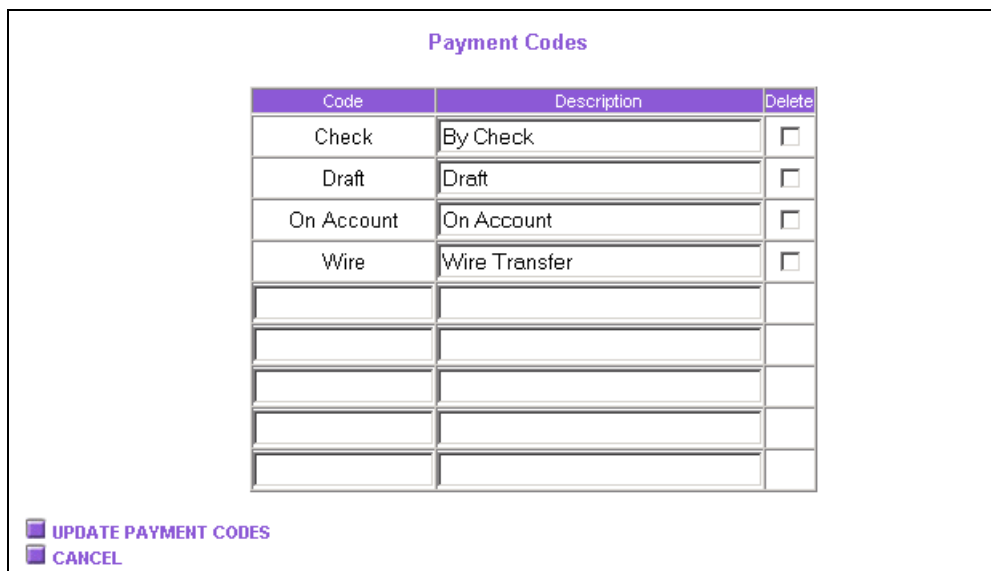 Payment Codes
Code Description Delete
Check By Check
Draft Draft
On Account On Account
Wire Wire Transfer
UPDATE PAYMENT CODES
CANCEL